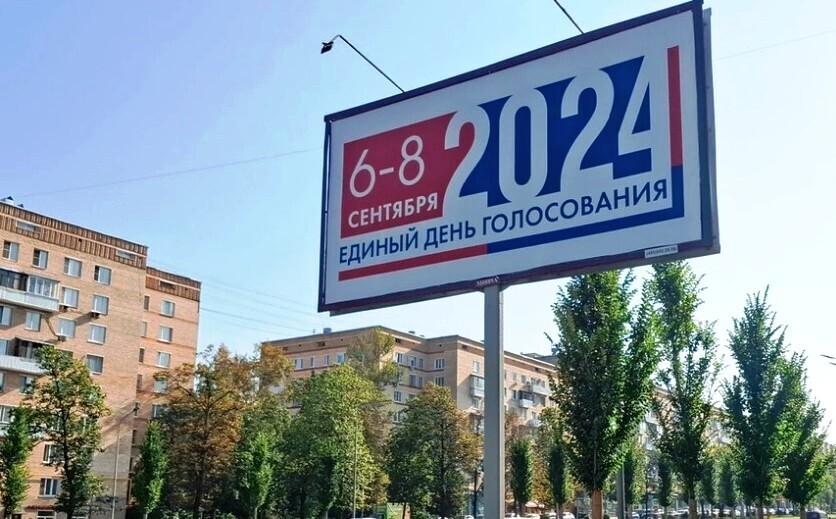 6-8
СЕНТЯБРЯ
2024
ЕДИНЫЙ ДЕНЬ ГОЛОСОВАНИЯ